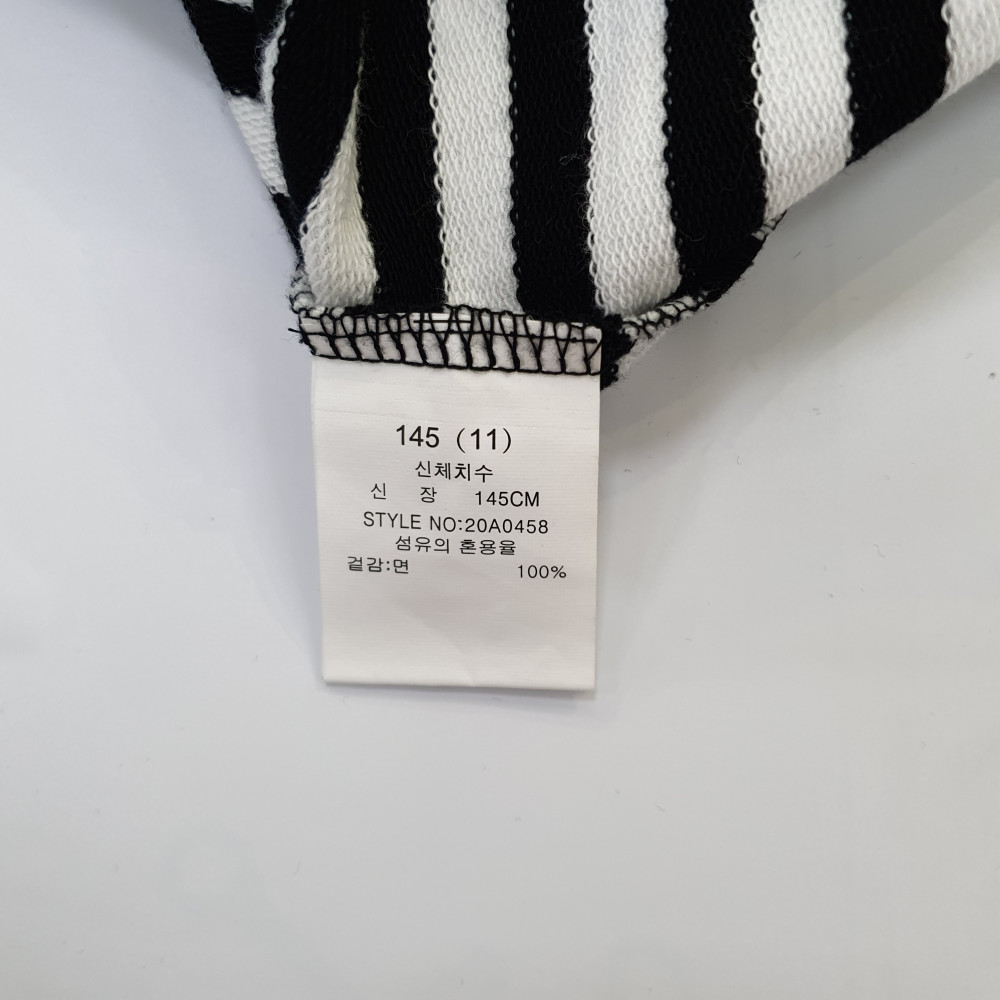 145 (11)
신체치수
신 장 145CM
STYLE NO:20A0458
섬유의 혼용율
겉감:면 100%